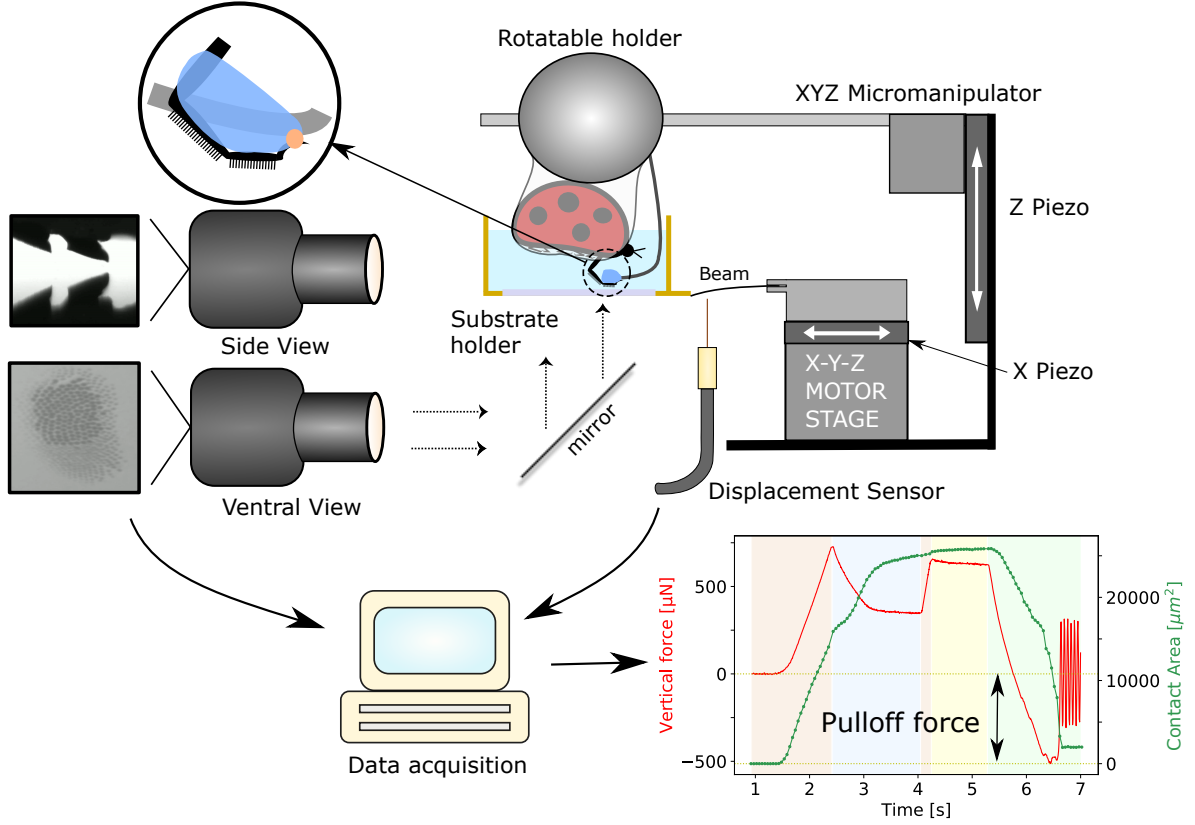 Rotatable holder
XYZ Micromanipulator
Z Piezo
Beam
Substrate
holder
Side View
X-Y-Z
MOTOR
STAGE
X Piezo
mirror
Ventral View
Displacement Sensor
Data acquisition
Vertical force [µN]
500
0
−500
Pulloff force
1
2
3
4
5
6
7
Time [s]
20000
10000
0
Contact Area [µm²]